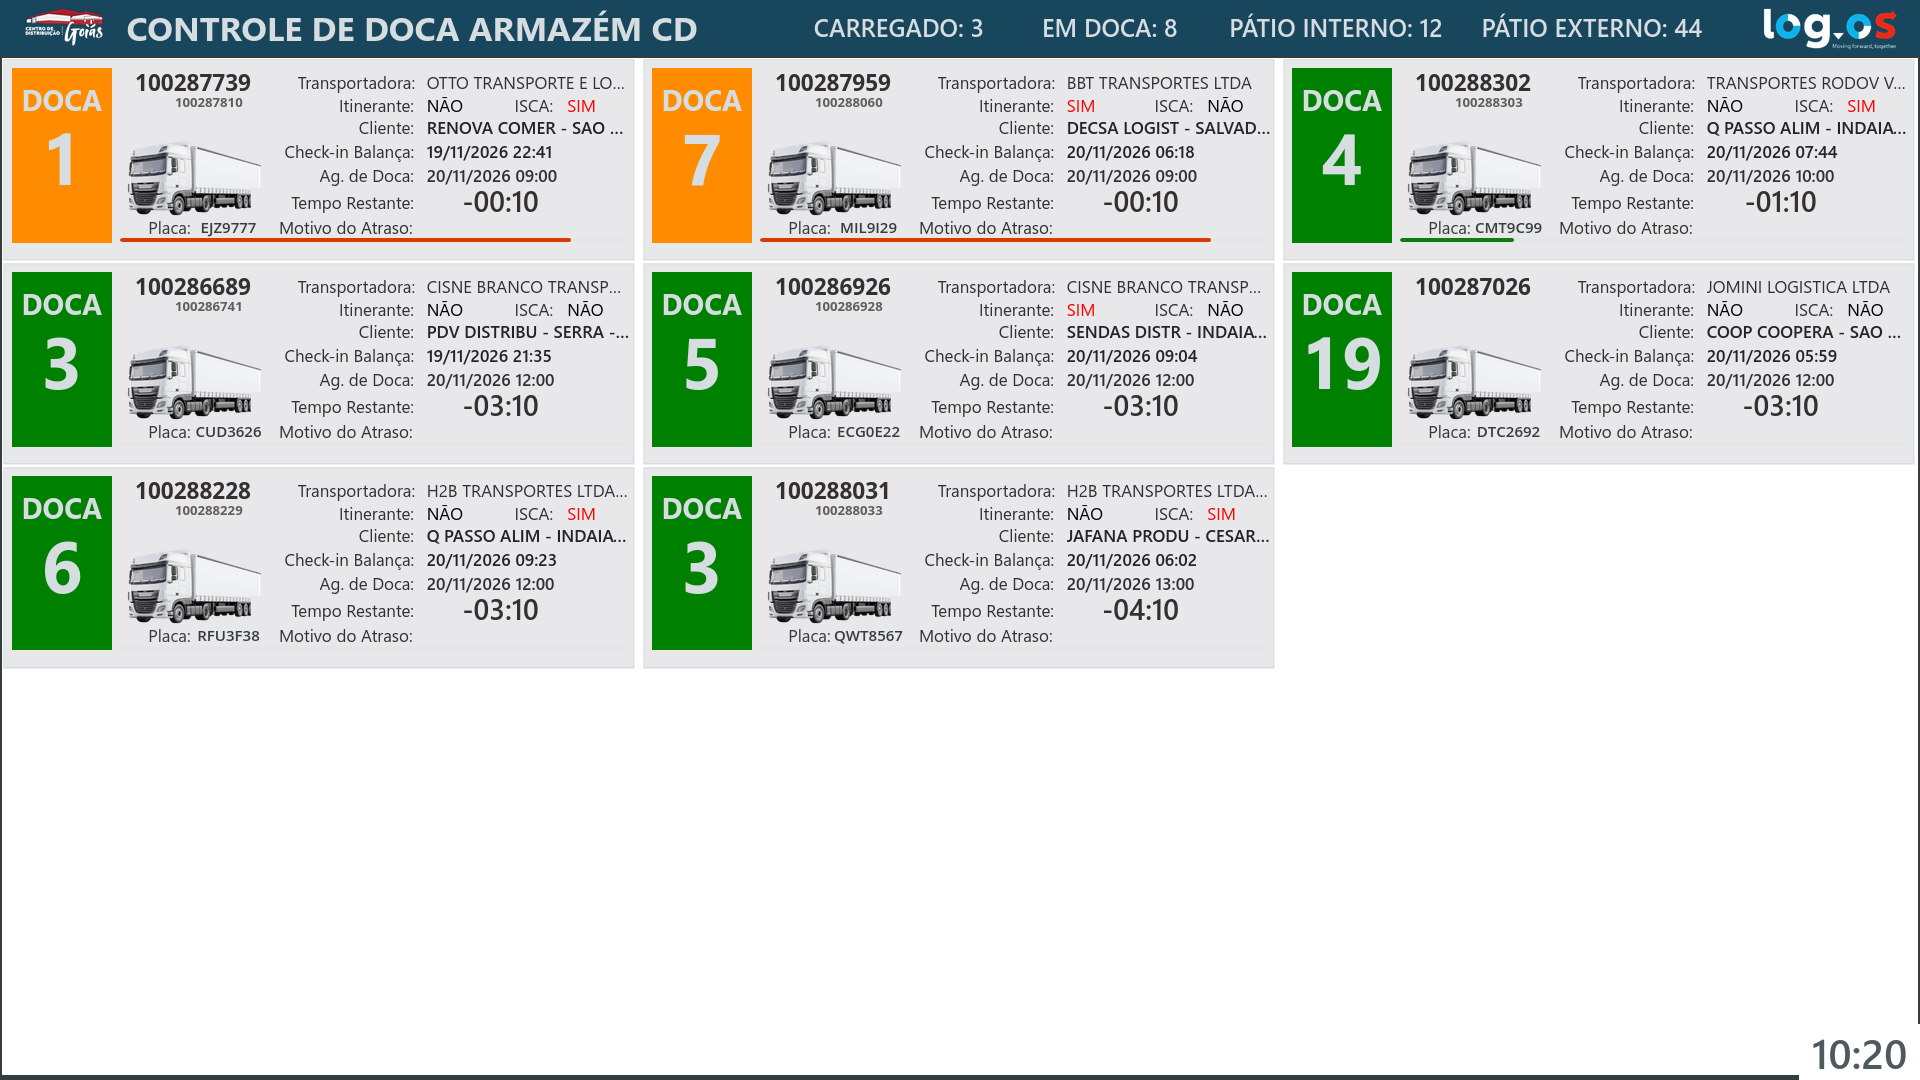 CENTRO DE DISTRIBUIÇÃO Goiás
CONTROLE DE DOCA ARMAZÉM CD
CARREGADO: 3
EM DOCA: 8
PÁTIO INTERNO: 12
PÁTIO EXTERNO: 44
log.os
Moving forward, together
DOCA
1
100287739
100287810
Transportadora: OTTO TRANSPORTE E LO...
Itinerante: NÃO ISCA: SIM
Cliente: RENOVA COMER - SAO ...
Check-in Balança: 19/11/2026 22:41
Ag. de Doca: 20/11/2026 09:00
Tempo Restante: -00:10
Placa: EJZ9777 Motivo do Atraso:
DOCA
7
100287959
100288060
Transportadora: BBT TRANSPORTES LTDA
Itinerante: SIM ISCA: NÃO
Cliente: DECSA LOGIST - SALVAD...
Check-in Balança: 20/11/2026 06:18
Ag. de Doca: 20/11/2026 09:00
Tempo Restante: -00:10
Placa: MIL9I29 Motivo do Atraso:
DOCA
4
100288302
100288303
Transportadora: TRANSPORTES RODOV V...
Itinerante: NÃO ISCA: SIM
Cliente: Q PASSO ALIM - INDAIA...
Check-in Balança: 20/11/2026 07:44
Ag. de Doca: 20/11/2026 10:00
Tempo Restante: -01:10
Placa: CMT9C99 Motivo do Atraso:
DOCA
3
100286689
100286741
Transportadora: CISNE BRANCO TRANSP...
Itinerante: NÃO ISCA: NÃO
Cliente: PDV DISTRIBU - SERRA -...
Check-in Balança: 19/11/2026 21:35
Ag. de Doca: 20/11/2026 12:00
Tempo Restante: -03:10
Placa: CUD3626 Motivo do Atraso:
DOCA
5
100286926
100286928
Transportadora: CISNE BRANCO TRANSP...
Itinerante: SIM ISCA: NÃO
Cliente: SENDAS DISTR - INDAIA...
Check-in Balança: 20/11/2026 09:04
Ag. de Doca: 20/11/2026 12:00
Tempo Restante: -03:10
Placa: ECG0E22 Motivo do Atraso:
DOCA
19
100287026
Transportadora: JOMINI LOGISTICA LTDA
Itinerante: NÃO ISCA: NÃO
Cliente: COOP COOPERA - SAO ...
Check-in Balança: 20/11/2026 05:59
Ag. de Doca: 20/11/2026 12:00
Tempo Restante: -03:10
Placa: DTC2692 Motivo do Atraso:
DOCA
6
100288228
100288229
Transportadora: H2B TRANSPORTES LTDA...
Itinerante: NÃO ISCA: SIM
Cliente: Q PASSO ALIM - INDAIA...
Check-in Balança: 20/11/2026 09:23
Ag. de Doca: 20/11/2026 12:00
Tempo Restante: -03:10
Placa: RFU3F38 Motivo do Atraso:
DOCA
3
100288031
100288033
Transportadora: H2B TRANSPORTES LTDA...
Itinerante: NÃO ISCA: SIM
Cliente: JAFANA PRODU - CESAR...
Check-in Balança: 20/11/2026 06:02
Ag. de Doca: 20/11/2026 13:00
Tempo Restante: -04:10
Placa: QWT8567 Motivo do Atraso:
10:20